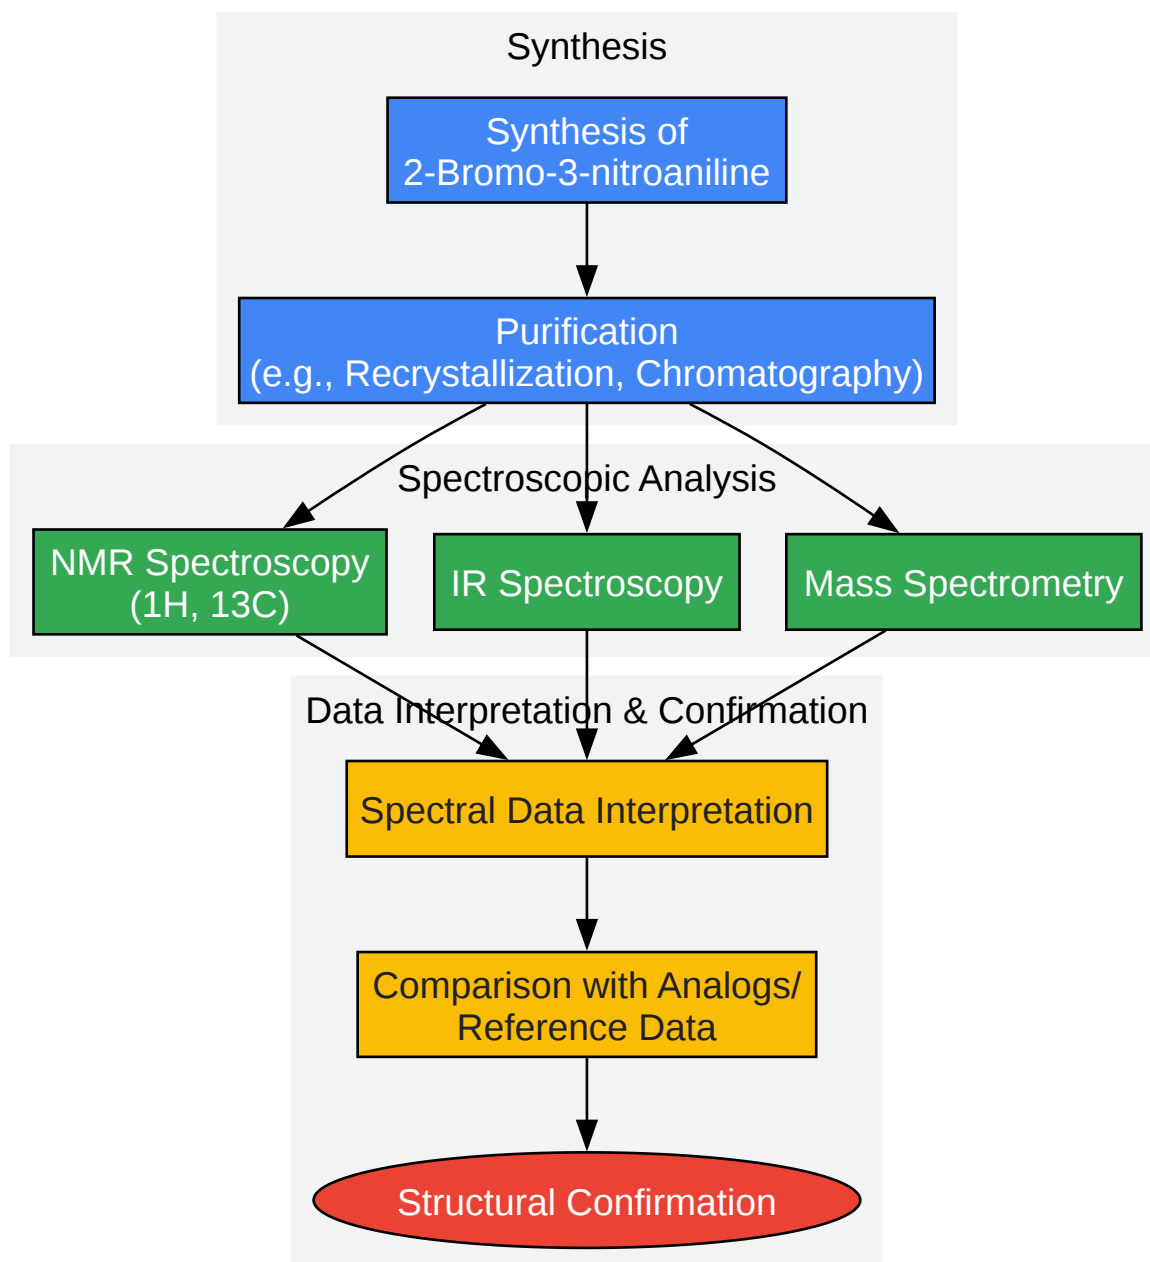 Synthesis
Synthesis of
2-Bromo-3-nitroaniline
Purification
(e.g., Recrystallization, Chromatography)
Spectroscopic Analysis
NMR Spectroscopy
(1H, 13C)
IR Spectroscopy
Mass Spectrometry
Data Interpretation & Confirmation
Spectral Data Interpretation
Comparison with Analogs/
Reference Data
Structural Confirmation